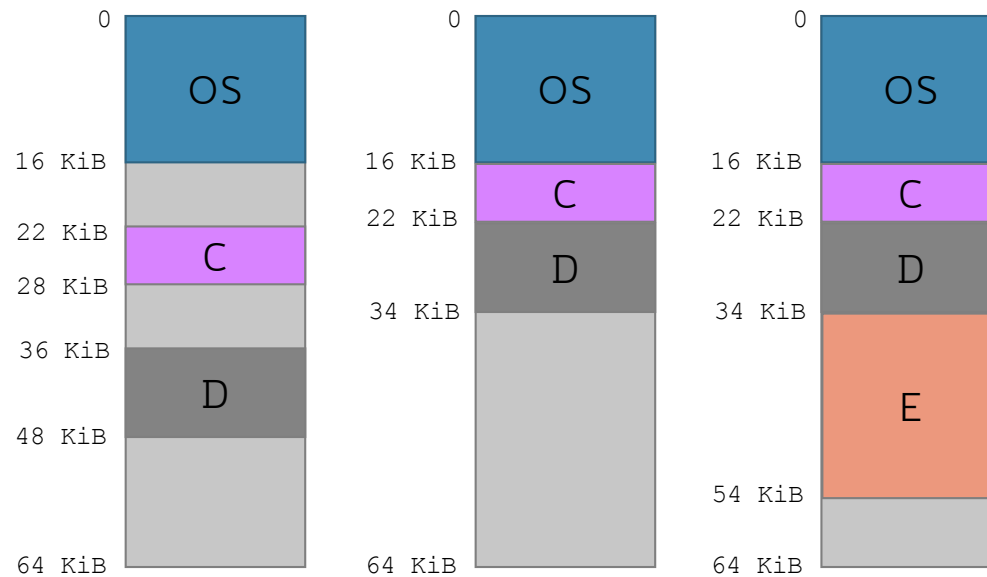 0
OS
16 KiB
22 KiB
C
28 KiB
36 KiB
D
48 KiB
64 KiB
0
OS
16 KiB
C
22 KiB
D
34 KiB
64 KiB
0
OS
16 KiB
C
22 KiB
D
34 KiB
E
54 KiB
64 KiB